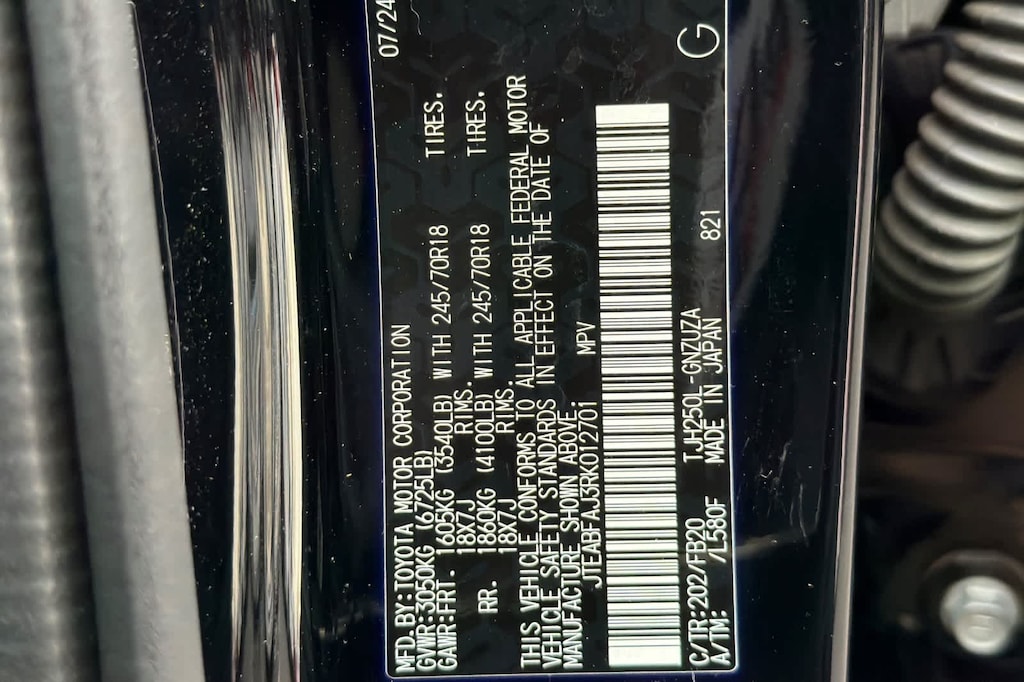 MFD.BY:TOYOTA MOTOR CORPORATION 07/24
GVWR:3050KG (6725LB)
GAWR:FRT. 1605KG (3540LB) WITH 245/70R18 TIRES.
18X7J RIMS.
RR. 1860KG (4100LB) WITH 245/70R18 TIRES.
18X7J RIMS.
THIS VEHICLE CONFORMS TO ALL APPLICABLE FEDERAL MOTOR
VEHICLE SAFETY STANDARDS IN EFFECT ON THE DATE OF
MANUFACTURE SHOWN ABOVE.
JTEABFAJ3RK012701 MPV
C/TR:202/FB20 TJH250L-GNZUZA
A/TM: /L580F MADE IN JAPAN 821
G